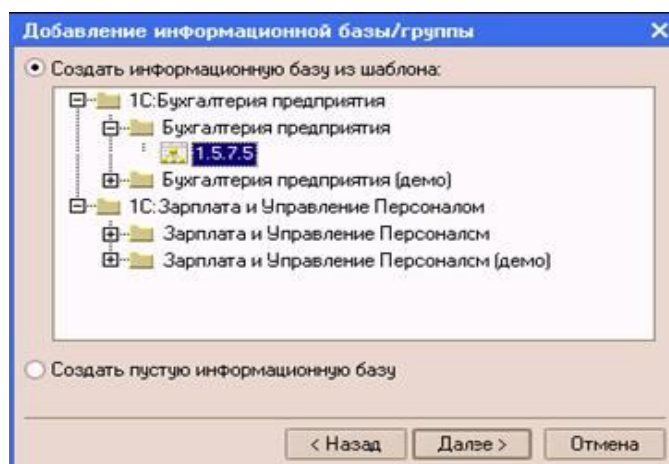 Добавление информационной базы/группы
Создать информационную базу из шаблона:
1С:Бухгалтерия предприятия
Бухгалтерия предприятия
1.5.7.5
Бухгалтерия предприятия (демо)
1С:Зарплата и Управление Персоналом
Зарплата и Управление Персоналом
Зарплата и Управление Персоналом (демо)
Создать пустую информационную базу
< Назад Далее > Отмена